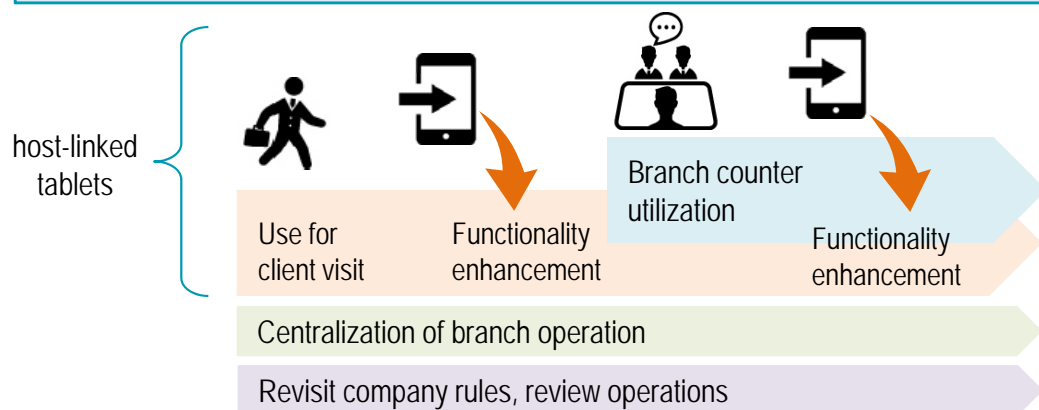 host-linked
tablets
Branch counter
utilization
Use for
client visit
Functionality
enhancement
Functionality
enhancement
Centralization of branch operation
Revisit company rules, review operations